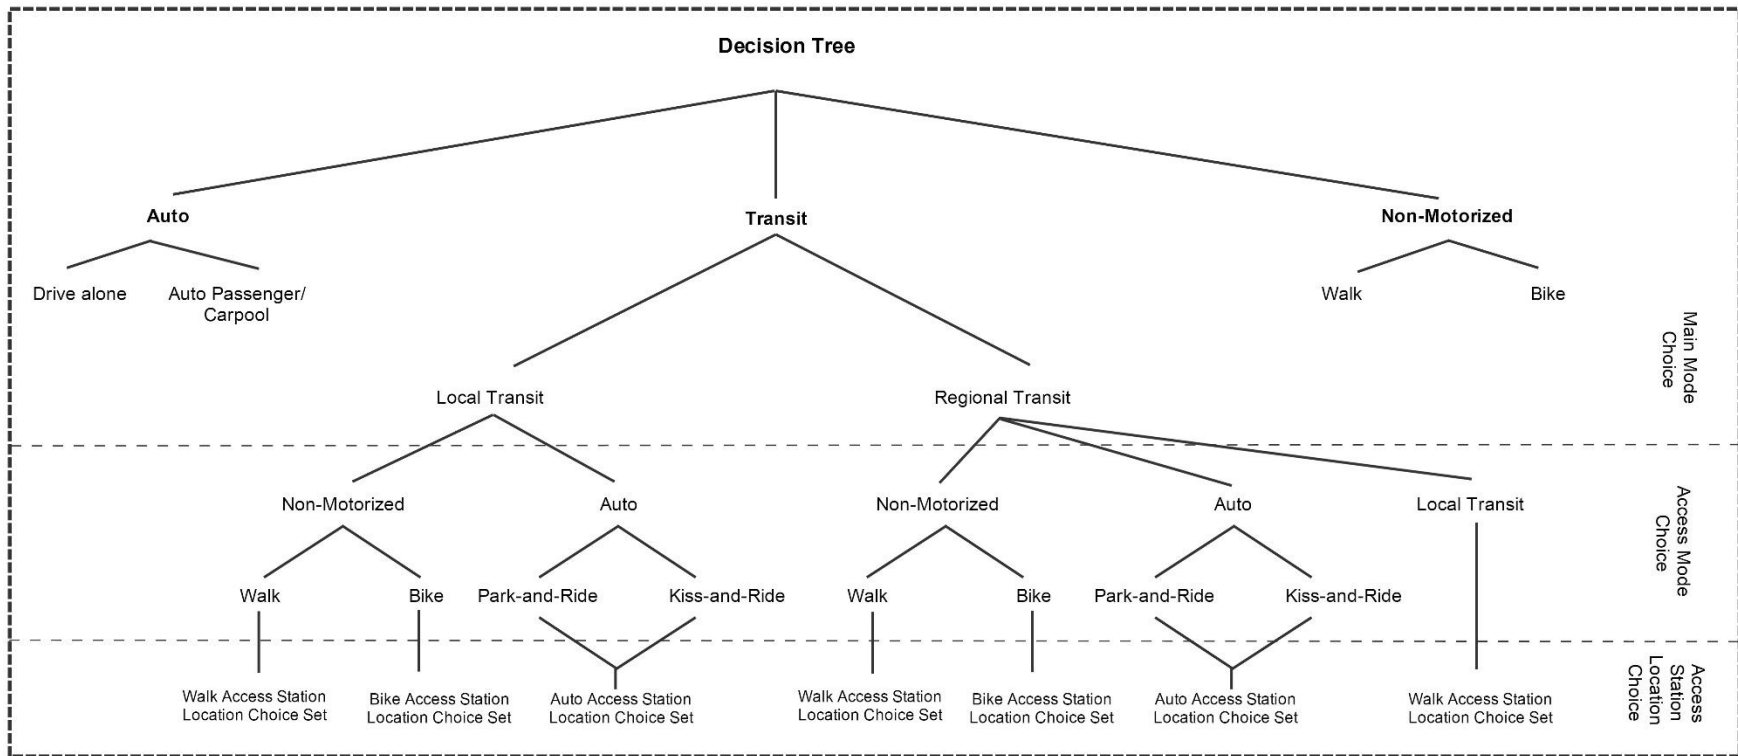 Decision Tree
Auto
Transit
Non-Motorized
Drive alone
Auto Passenger/
Carpool
Walk
Bike
Main Mode
Choice
Local Transit
Regional Transit
Non-Motorized
Auto
Non-Motorized
Auto
Local Transit
Access Mode
Choice
Walk
Bike
Park-and-Ride
Kiss-and-Ride
Walk
Bike
Park-and-Ride
Kiss-and-Ride
Walk Access Station
Location Choice Set
Bike Access Station
Location Choice Set
Auto Access Station
Location Choice Set
Walk Access Station
Location Choice Set
Bike Access Station
Location Choice Set
Auto Access Station
Location Choice Set
Walk Access Station
Location Choice Set
Access
Station
Location
Choice